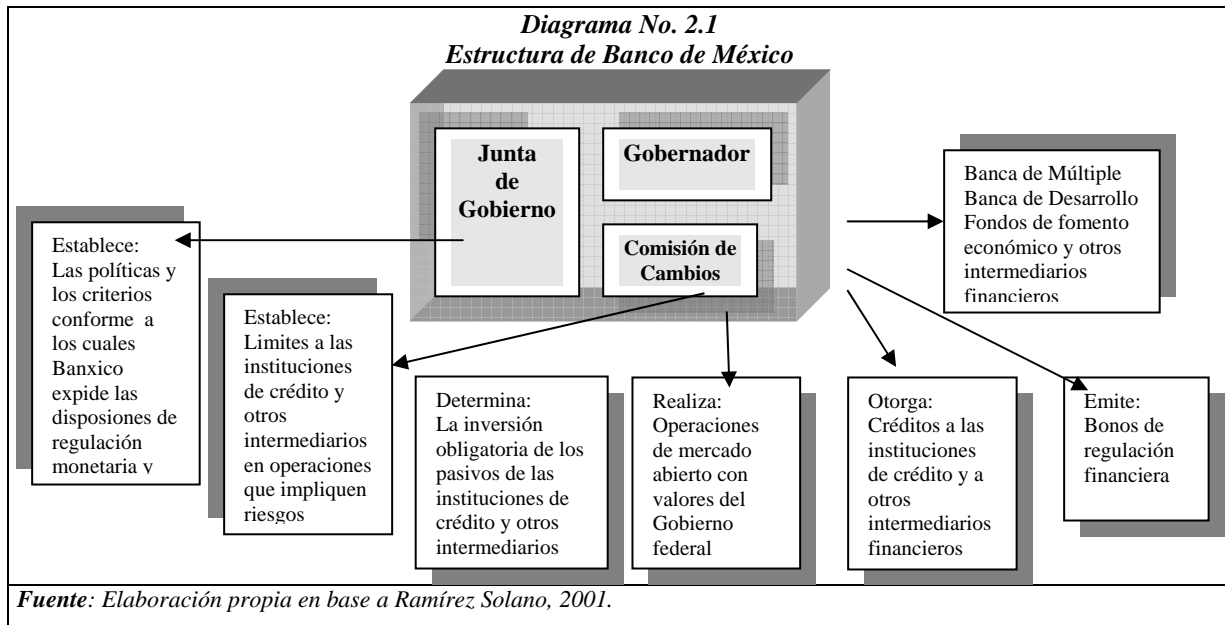 Diagrama No. 2.1
Estructura de Banco de México
Junta
de
Gobierno
Gobernador
Comisión de
Cambios
Banca de Múltiple
Banca de Desarrollo
Fondos de fomento
económico y otros
intermediarios
financieros
Establece:
Las políticas y
los criterios
conforme a
los cuales
Banxico
expide las
disposiones de
regulación
monetaria y
Establece:
Limites a las
instituciones
de crédito y
otros
intermediarios
en operaciones
que impliquen
riesgos
Determina:
La inversión
obligatoria de los
pasivos de las
instituciones de
crédito y otros
intermediarios
Realiza:
Operaciones
de mercado
abierto con
valores del
Gobierno
federal
Otorga:
Créditos a las
instituciones
de crédito y a
otros
intermediarios
financieros
Emite:
Bonos de
regulación
financiera
Fuente: Elaboración propia en base a Ramírez Solano, 2001.